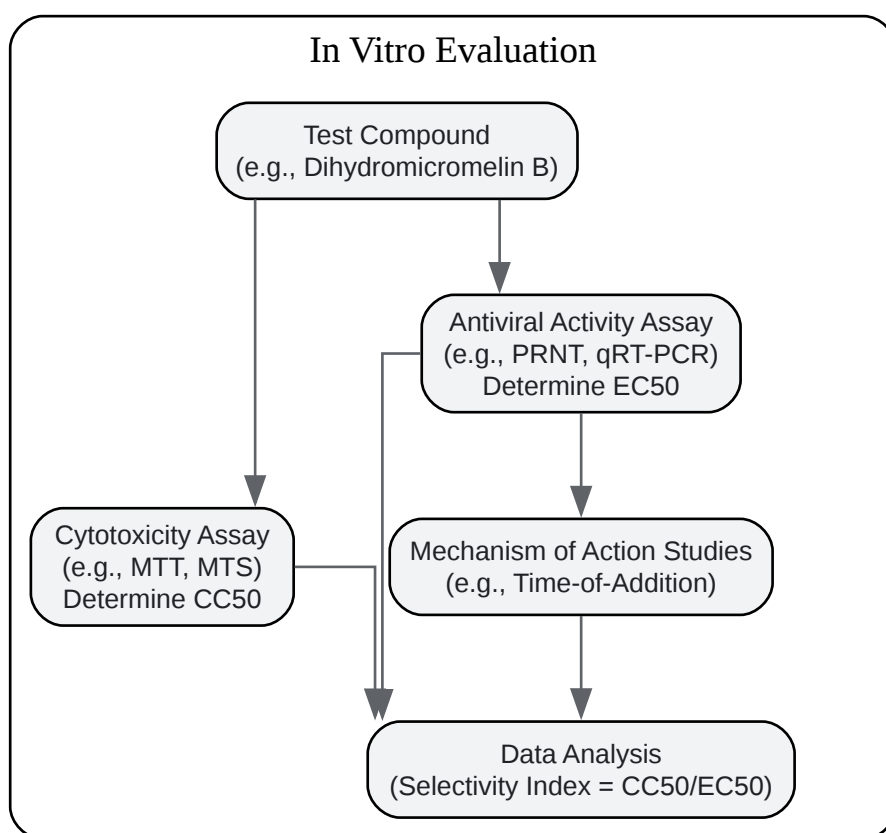 In Vitro Evaluation
Test Compound
(e.g., Dihydromicromelin B)
Antiviral Activity Assay
(e.g., PRNT, qRT-PCR)
Determine EC50
Cytotoxicity Assay
(e.g., MTT, MTS)
Determine CC50
Mechanism of Action Studies
(e.g., Time-of-Addition)
Data Analysis
(Selectivity Index = CC50/EC50)